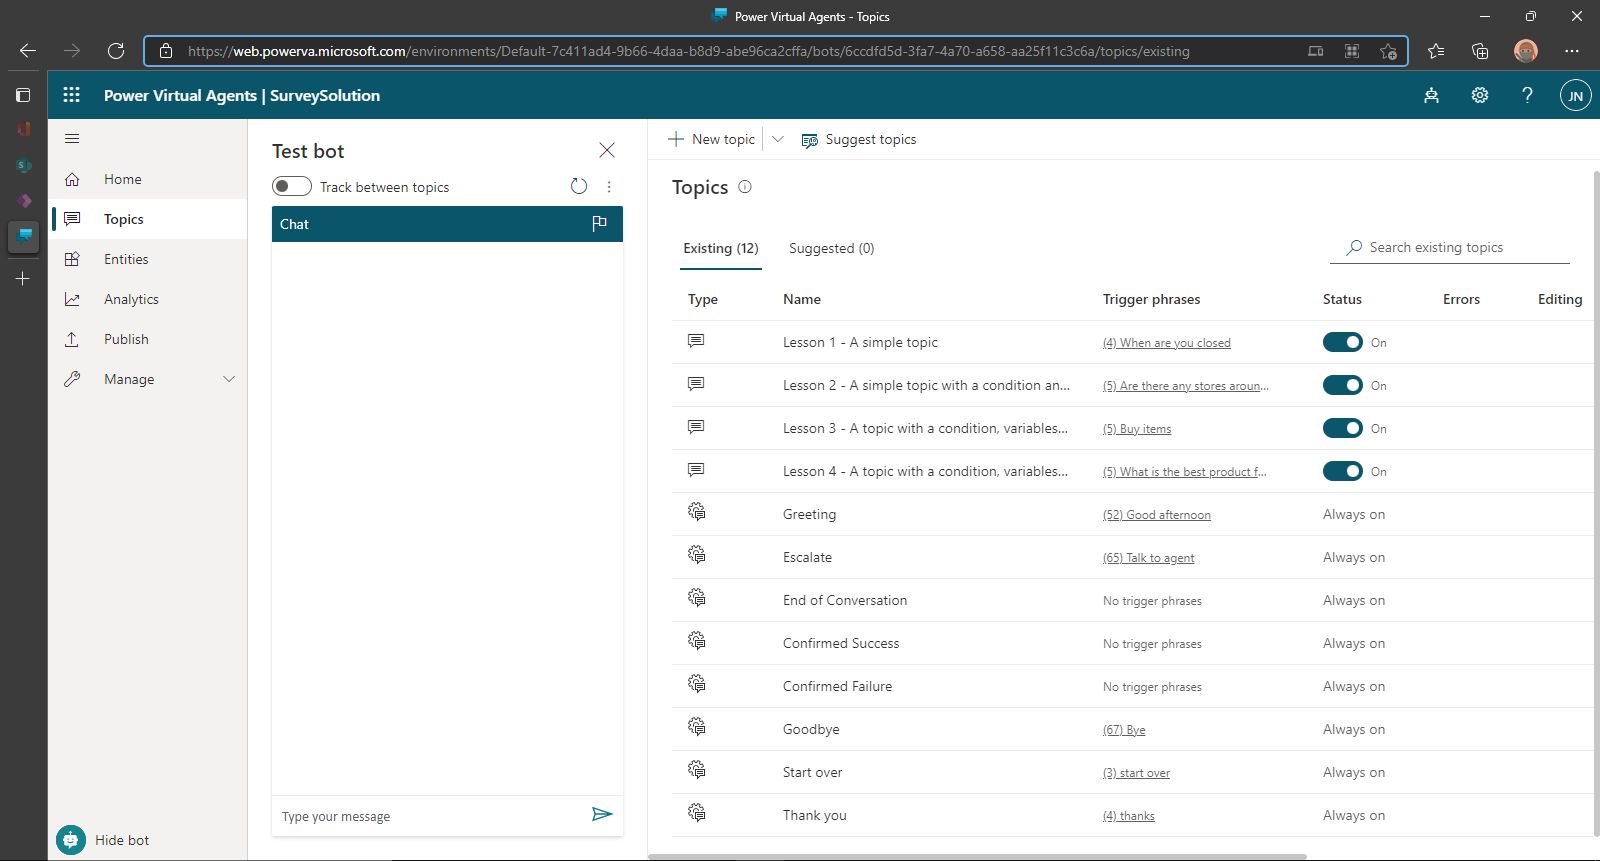 Power Virtual Agents - Topics
https://web.powerva.microsoft.com/environments/Default-7c411ad4-9b66-4daa-b8d9-abe96ca2cffa/bots/6ccdfd5d-3fa7-4a70-a658-aa25f11c3c6a/topics/existing
Power Virtual Agents | SurveySolution
JN
Home
Topics
Entities
Analytics
Publish
Manage
Hide bot
Test bot
Track between topics
Chat
Type your message
New topic
Suggest topics
Topics
Existing (12)
Suggested (0)
Search existing topics
Type Name Trigger phrases Status Errors Editing
Lesson 1 - A simple topic (4) When are you closed On
Lesson 2 - A simple topic with a condition an... (5) Are there any stores aroun... On
Lesson 3 - A topic with a condition, variables... (5) Buy items On
Lesson 4 - A topic with a condition, variables... (5) What is the best product f... On
Greeting (52) Good afternoon Always on
Escalate (65) Talk to agent Always on
End of Conversation No trigger phrases Always on
Confirmed Success No trigger phrases Always on
Confirmed Failure No trigger phrases Always on
Goodbye (67) Bye Always on
Start over (3) start over Always on
Thank you (4) thanks Always on